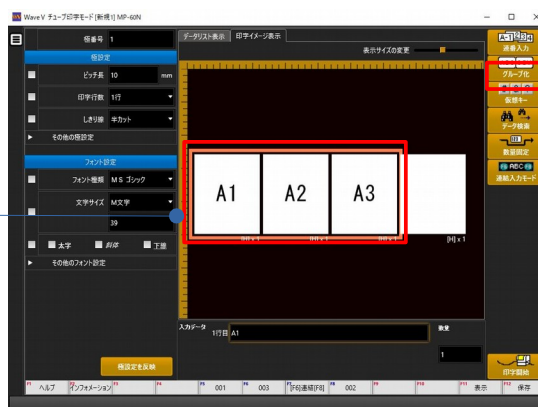 Wave V チューブ印字モード[新規1] MP-60N
極番号 1
極設定
ピッチ長 10 mm
印字行数 1行
しきり線 半カット
その他の極設定
フォント設定
フォント種類 ＭＳ ゴシック
文字サイズ M文字
39
太字 斜体 下線
その他のフォント設定
極設定を反映
データリスト表示 印字イメージ表示
表示サイズの変更
A1 A2 A3
[H] x 1
入力データ
1行目 A1
数量
1
連番入力
グループ化
仮想キー
データ検索
数量固定
ABC
連結入力モード
印字開始
F1 ヘルプ F2 インフォメーション F3 F4 F5 001 F6 003 F7 [F6]連結[F8] F8 002 F9 F10 F11 表示 F12 保存